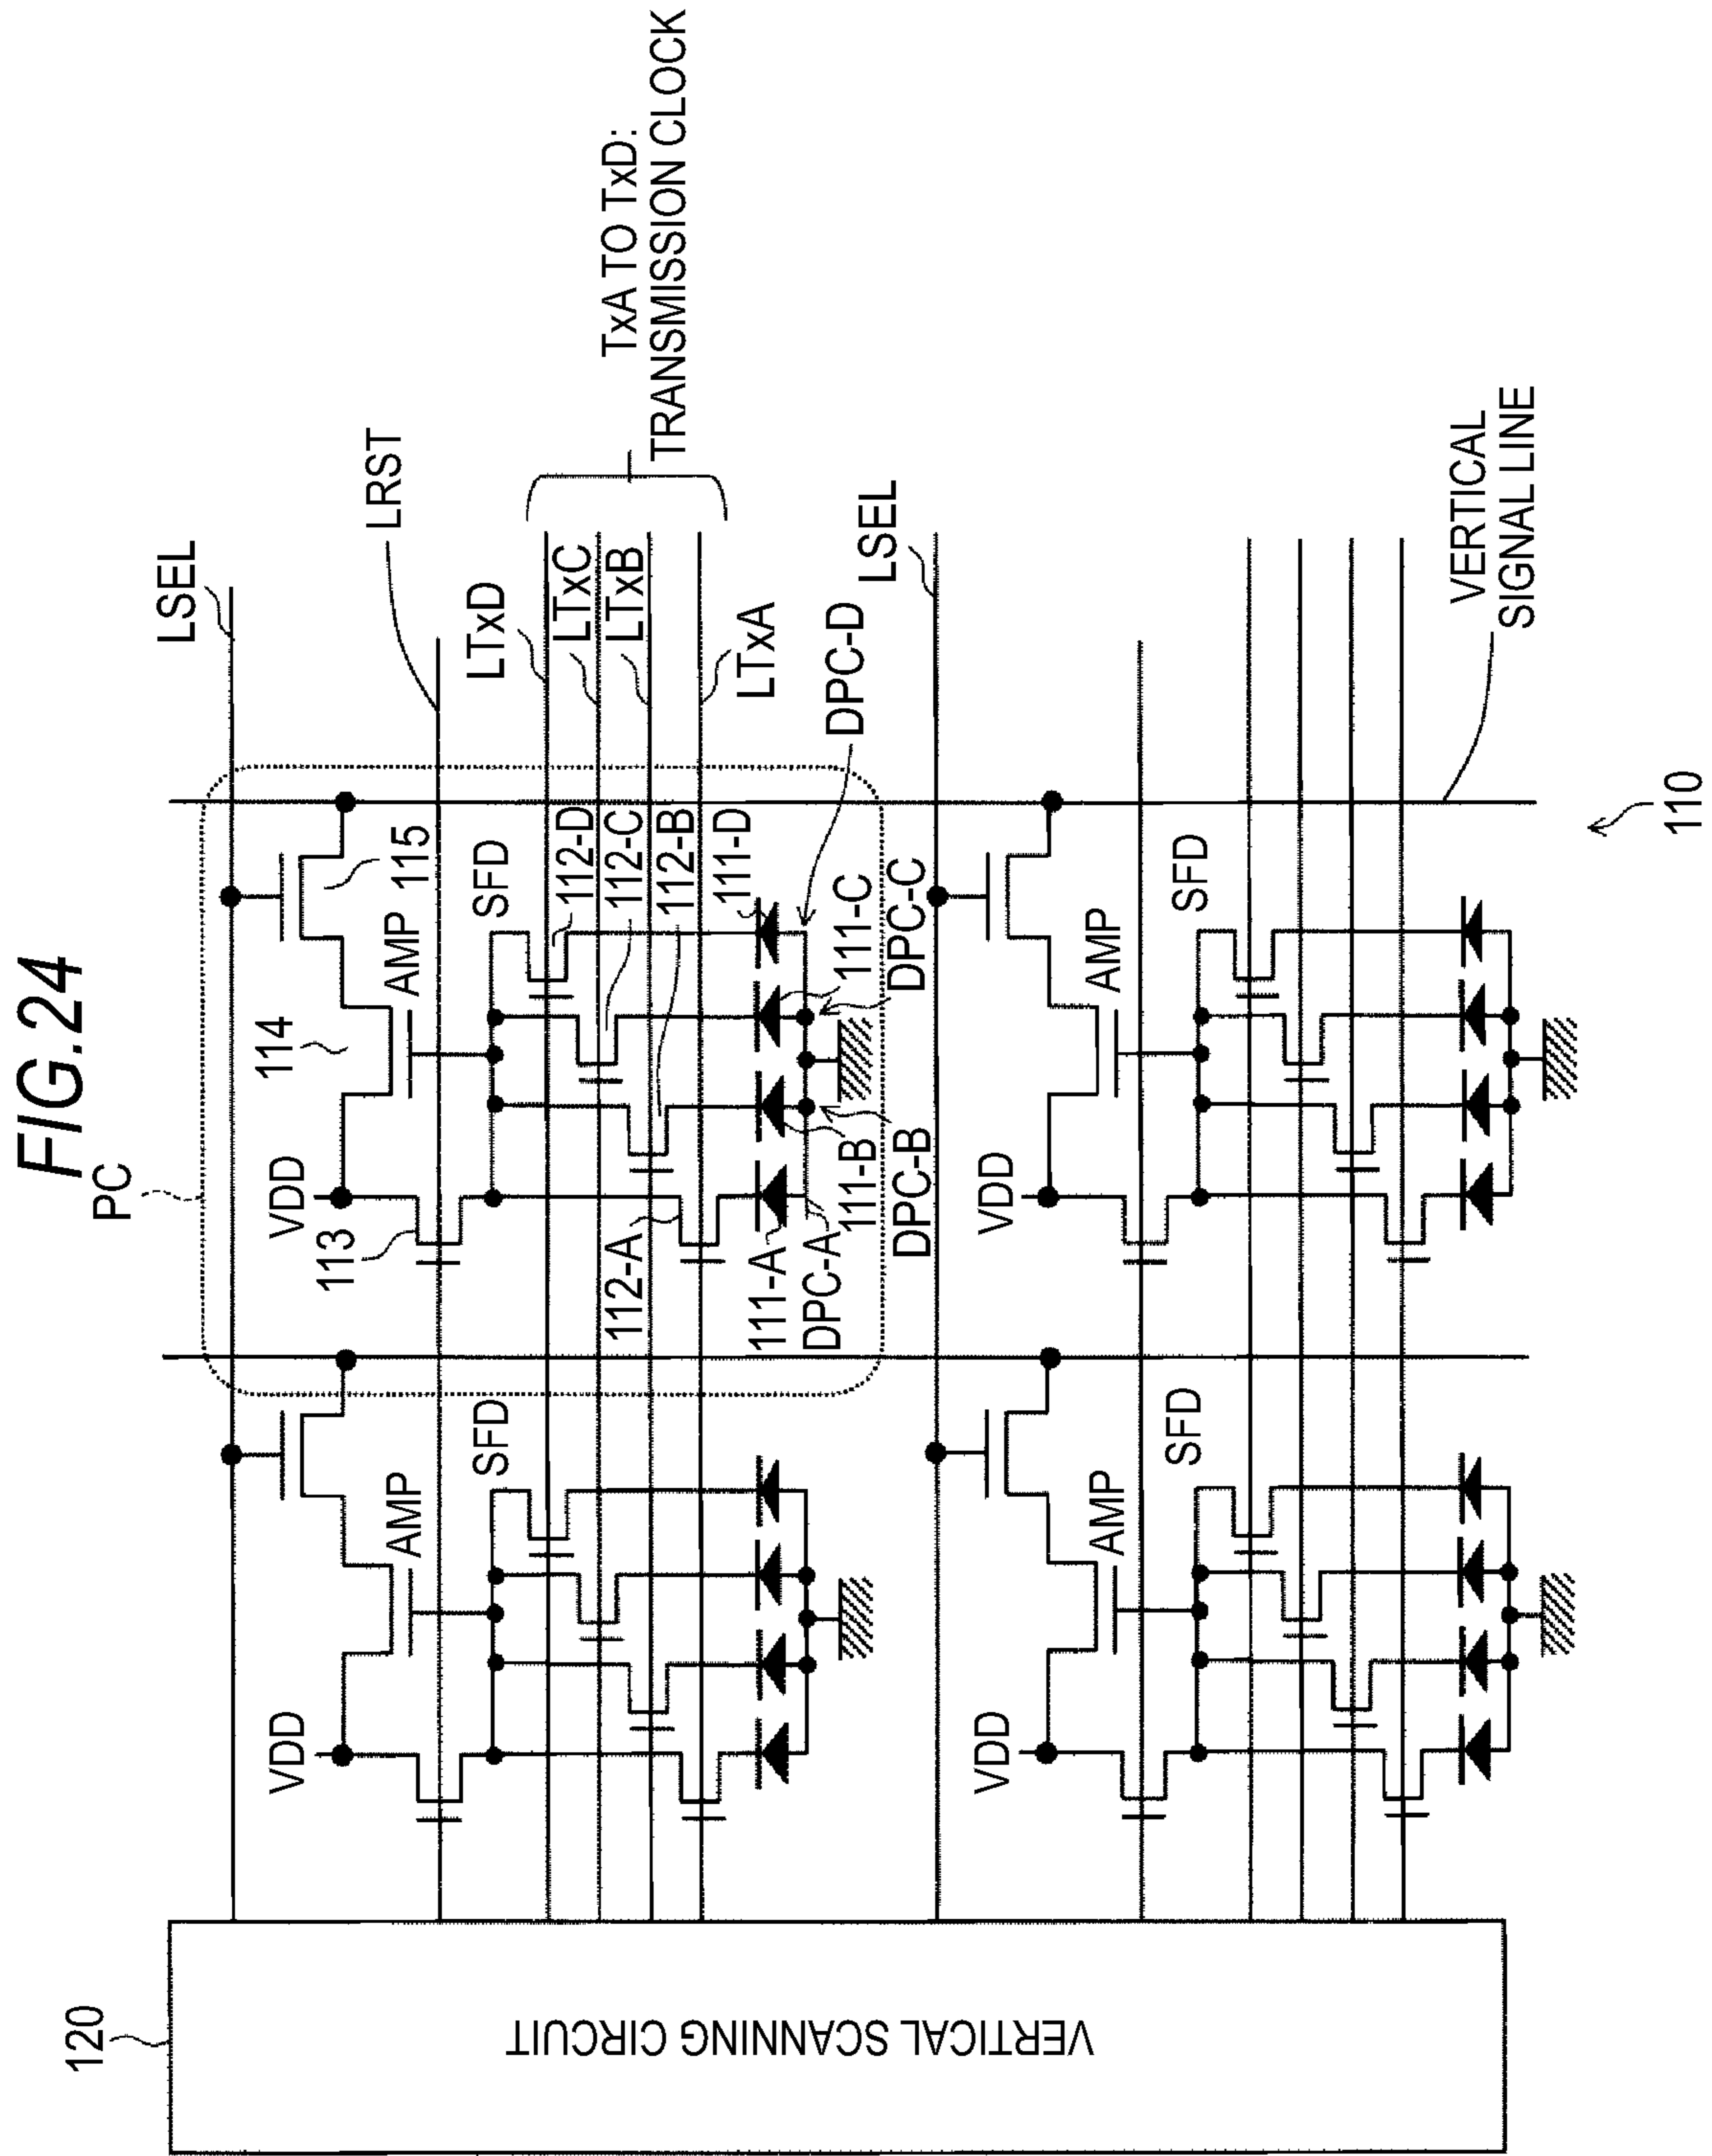 FIG.24
PC
LSEL
VDD
114
AMP
115
LRST
113
SFD
LTxD
LTxC
LTxB
LTxA
TxA TO TxD:
TRANSMISSION CLOCK
112-D
112-C
112-B
112-A
111-D
111-A
DPC-A
111-B
DPC-B
111-C
DPC-C
DPC-D
VDD
AMP
SFD
LSEL
VDD
AMP
SFD
VDD
AMP
SFD
VERTICAL
SIGNAL LINE
110
120
VERTICAL SCANNING CIRCUIT